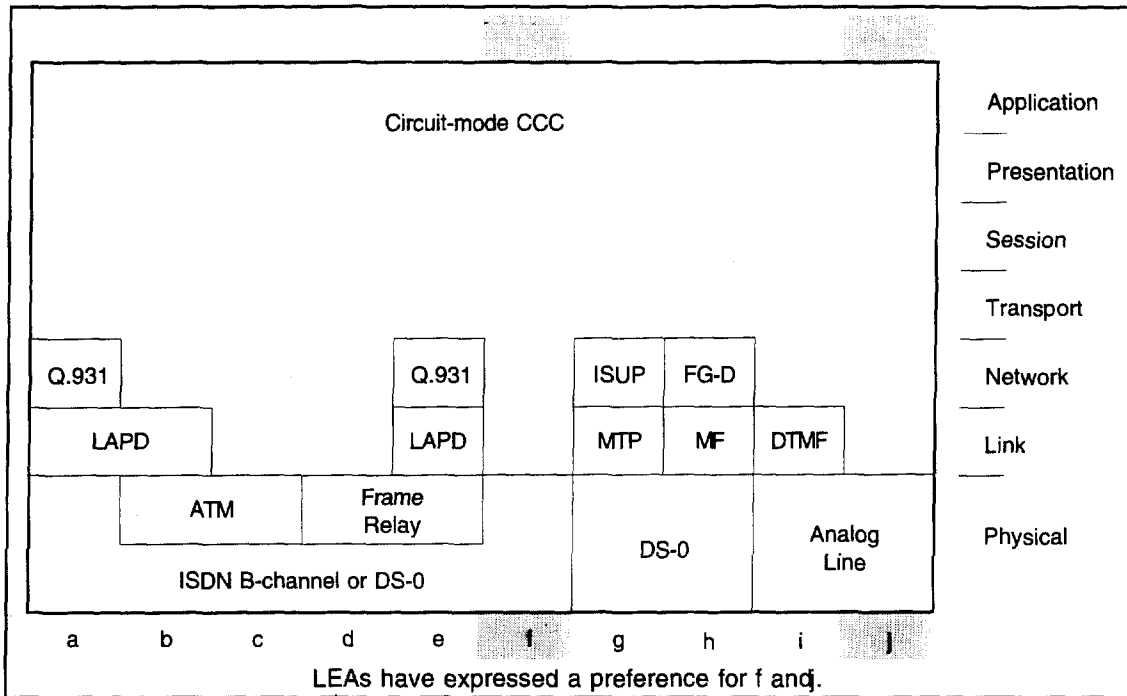 Circuit-mode CCC
Application
Presentation
Session
Transport
Q.931 Q.931 ISUP FG-D Network
LAPD LAPD MTP MF DTMF Link
ATM Frame
Relay DS-0 Analog
Line Physical
ISDN B-channel or DS-0
a b c d e f g h i j
LEAs have expressed a preference for f and j.